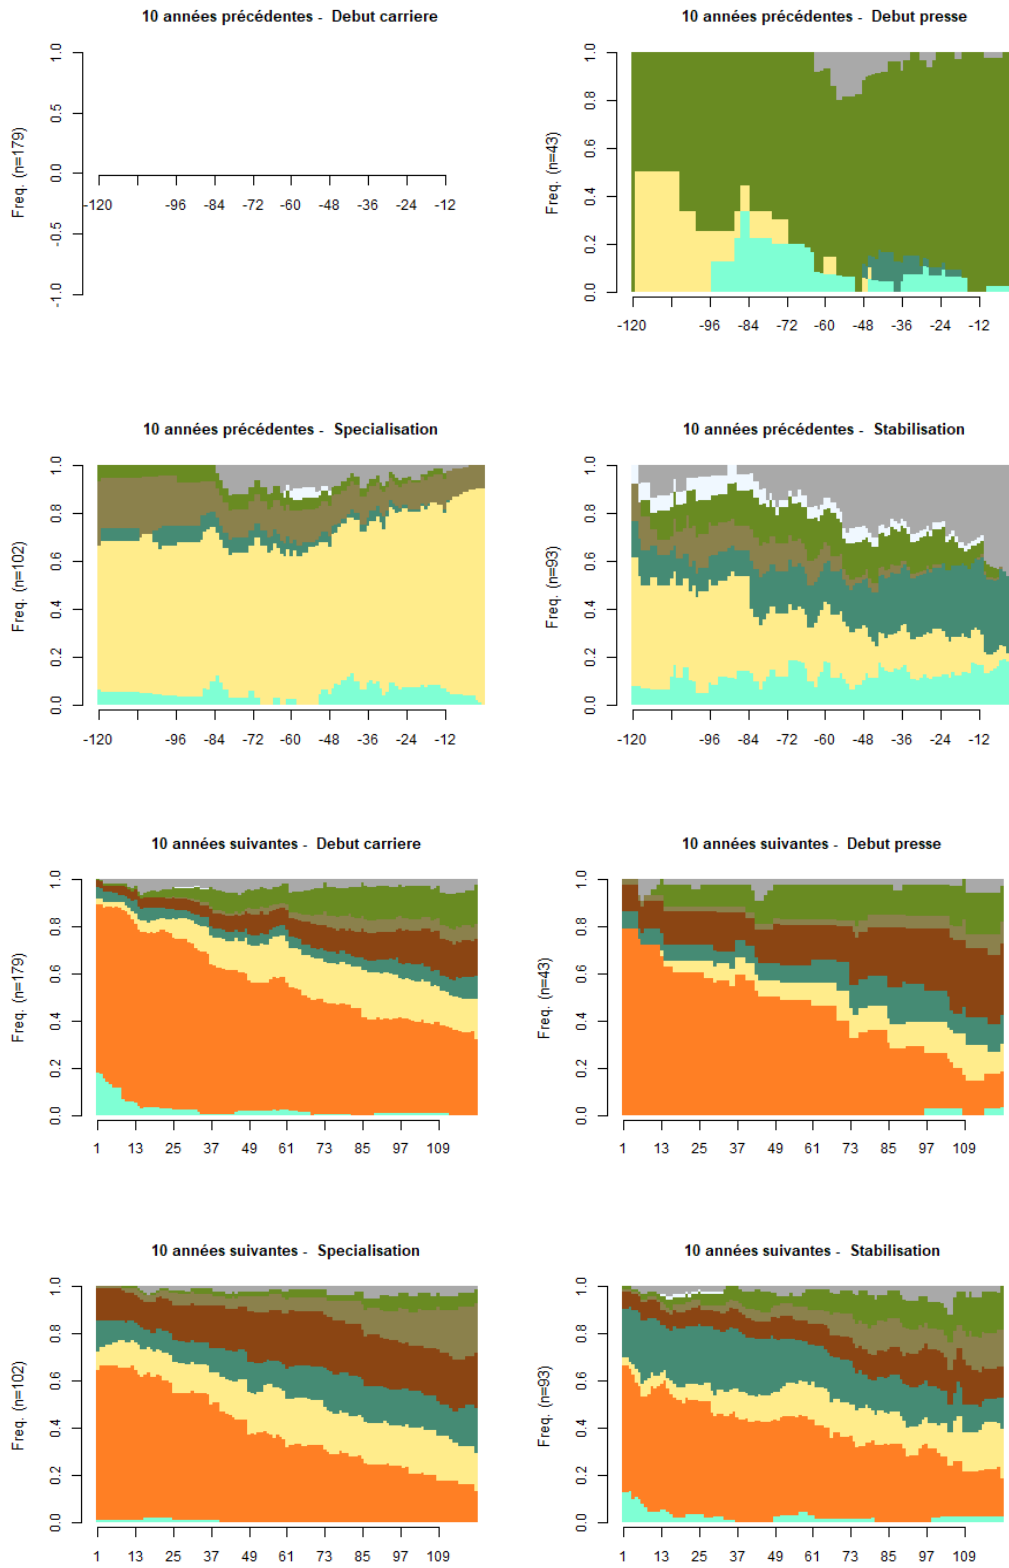 10 années précédentes - Debut carriere
Freq. (n=179)
1.0
0.5
0.0
-0.5
-1.0
-120 -96 -84 -72 -60 -48 -36 -24 -12
10 années précédentes - Debut presse
Freq. (n=43)
1.0
0.8
0.6
0.4
0.2
0.0
-120 -96 -84 -72 -60 -48 -36 -24 -12
10 années précédentes - Specialisation
Freq. (n=102)
1.0
0.8
0.6
0.4
0.2
0.0
-120 -96 -84 -72 -60 -48 -36 -24 -12
10 années précédentes - Stabilisation
Freq. (n=93)
1.0
0.8
0.6
0.4
0.2
0.0
-120 -96 -84 -72 -60 -48 -36 -24 -12
10 années suivantes - Debut carriere
Freq. (n=179)
1.0
0.8
0.6
0.4
0.2
0.0
1 13 25 37 49 61 73 85 97 109
10 années suivantes - Debut presse
Freq. (n=43)
1.0
0.8
0.6
0.4
0.2
0.0
1 13 25 37 49 61 73 85 97 109
10 années suivantes - Specialisation
Freq. (n=102)
1.0
0.8
0.6
0.4
0.2
0.0
1 13 25 37 49 61 73 85 97 109
10 années suivantes - Stabilisation
Freq. (n=93)
1.0
0.8
0.6
0.4
0.2
0.0
1 13 25 37 49 61 73 85 97 109